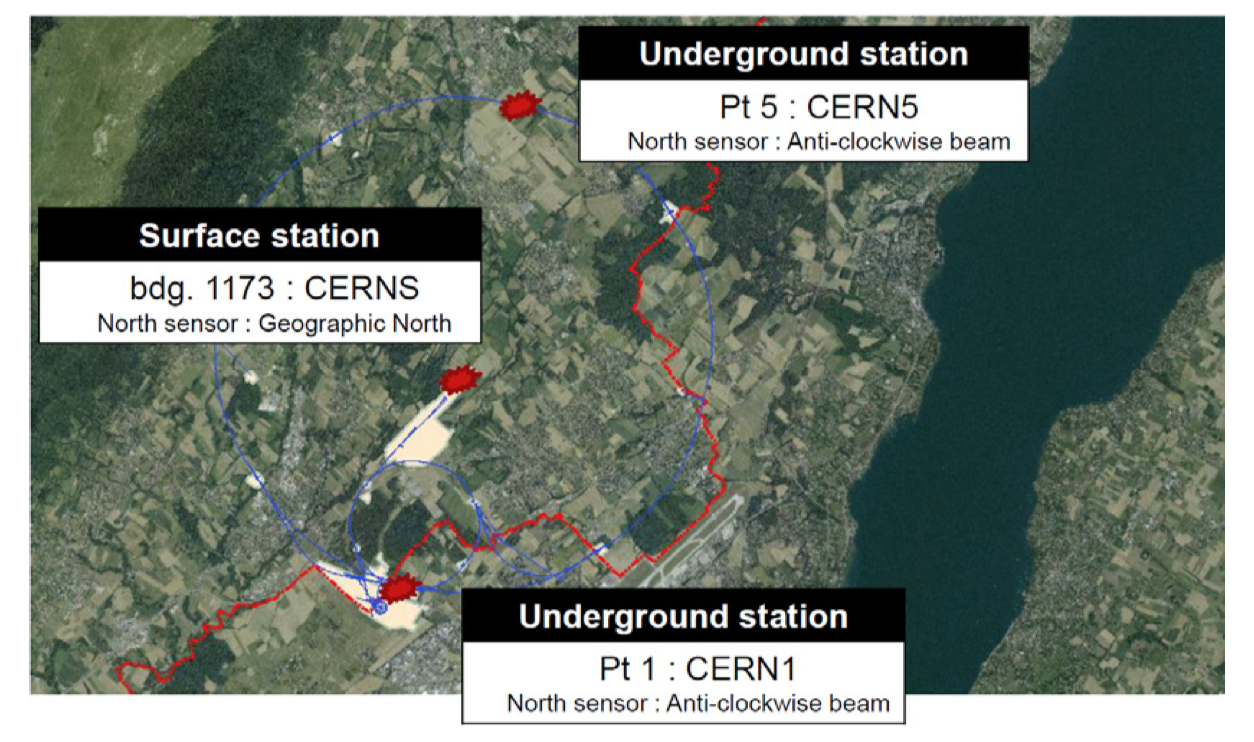 Underground station
Pt 5 : CERN5
North sensor : Anti-clockwise beam
Surface station
bdg. 1173 : CERNS
North sensor : Geographic North
Underground station
Pt 1 : CERN1
North sensor : Anti-clockwise beam